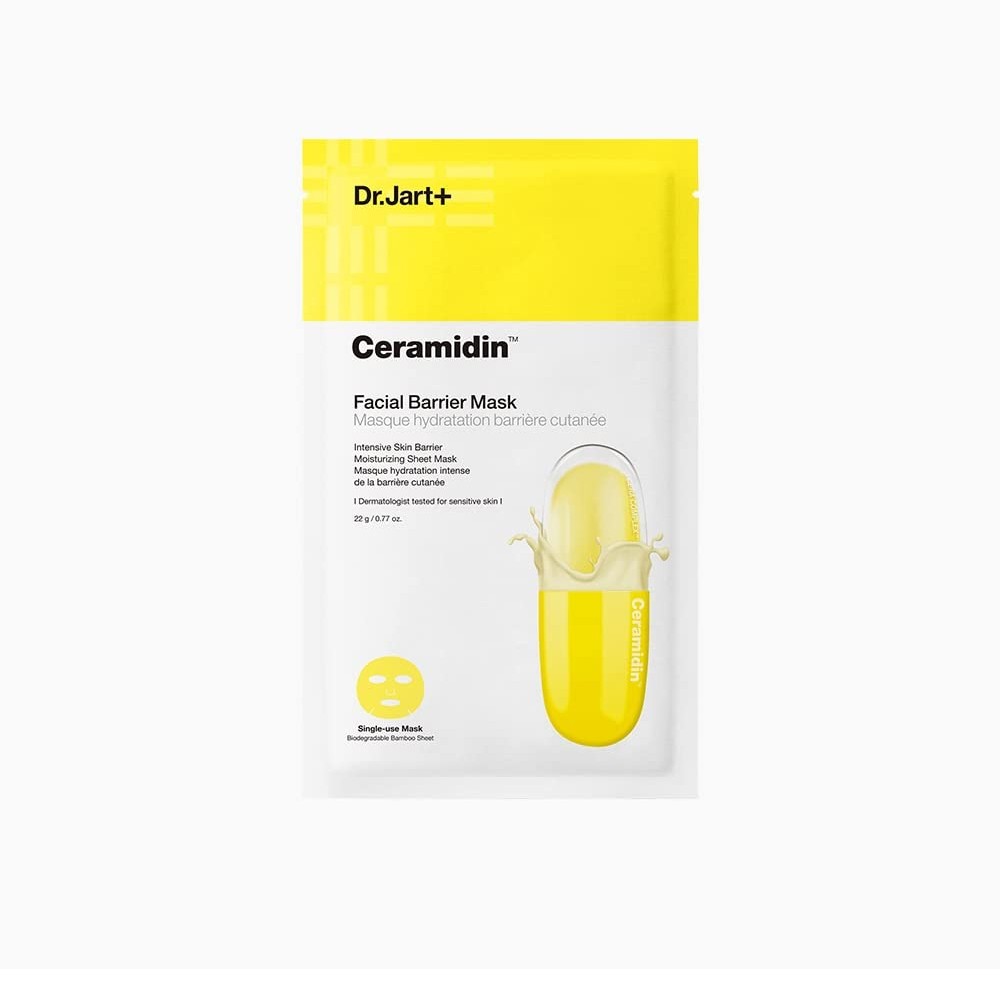 Dr.Jart+
Ceramidin™
Facial Barrier Mask
Masque hydratation barrière cutanée
Intensive Skin Barrier
Moisturizing Sheet Mask
Masque hydratation intense
de la barrière cutanée
I Dermatologist tested for sensitive skin I
22 g / 0.77 oz.
Ceramidin
Single-use Mask
Biodegradable Bamboo Sheet